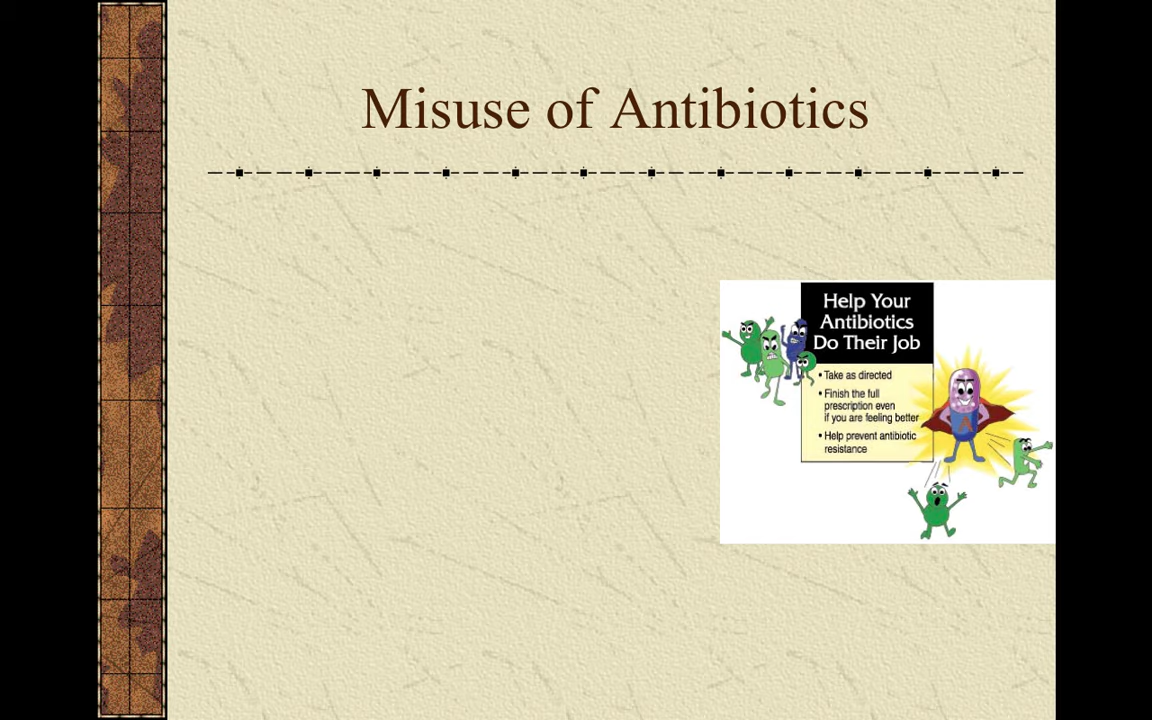 Misuse of Antibiotics
Help Your
Antibiotics
Do Their Job
• Take as directed
• Finish the full
prescription even
if you are feeling better
• Help prevent antibiotic
resistance
A